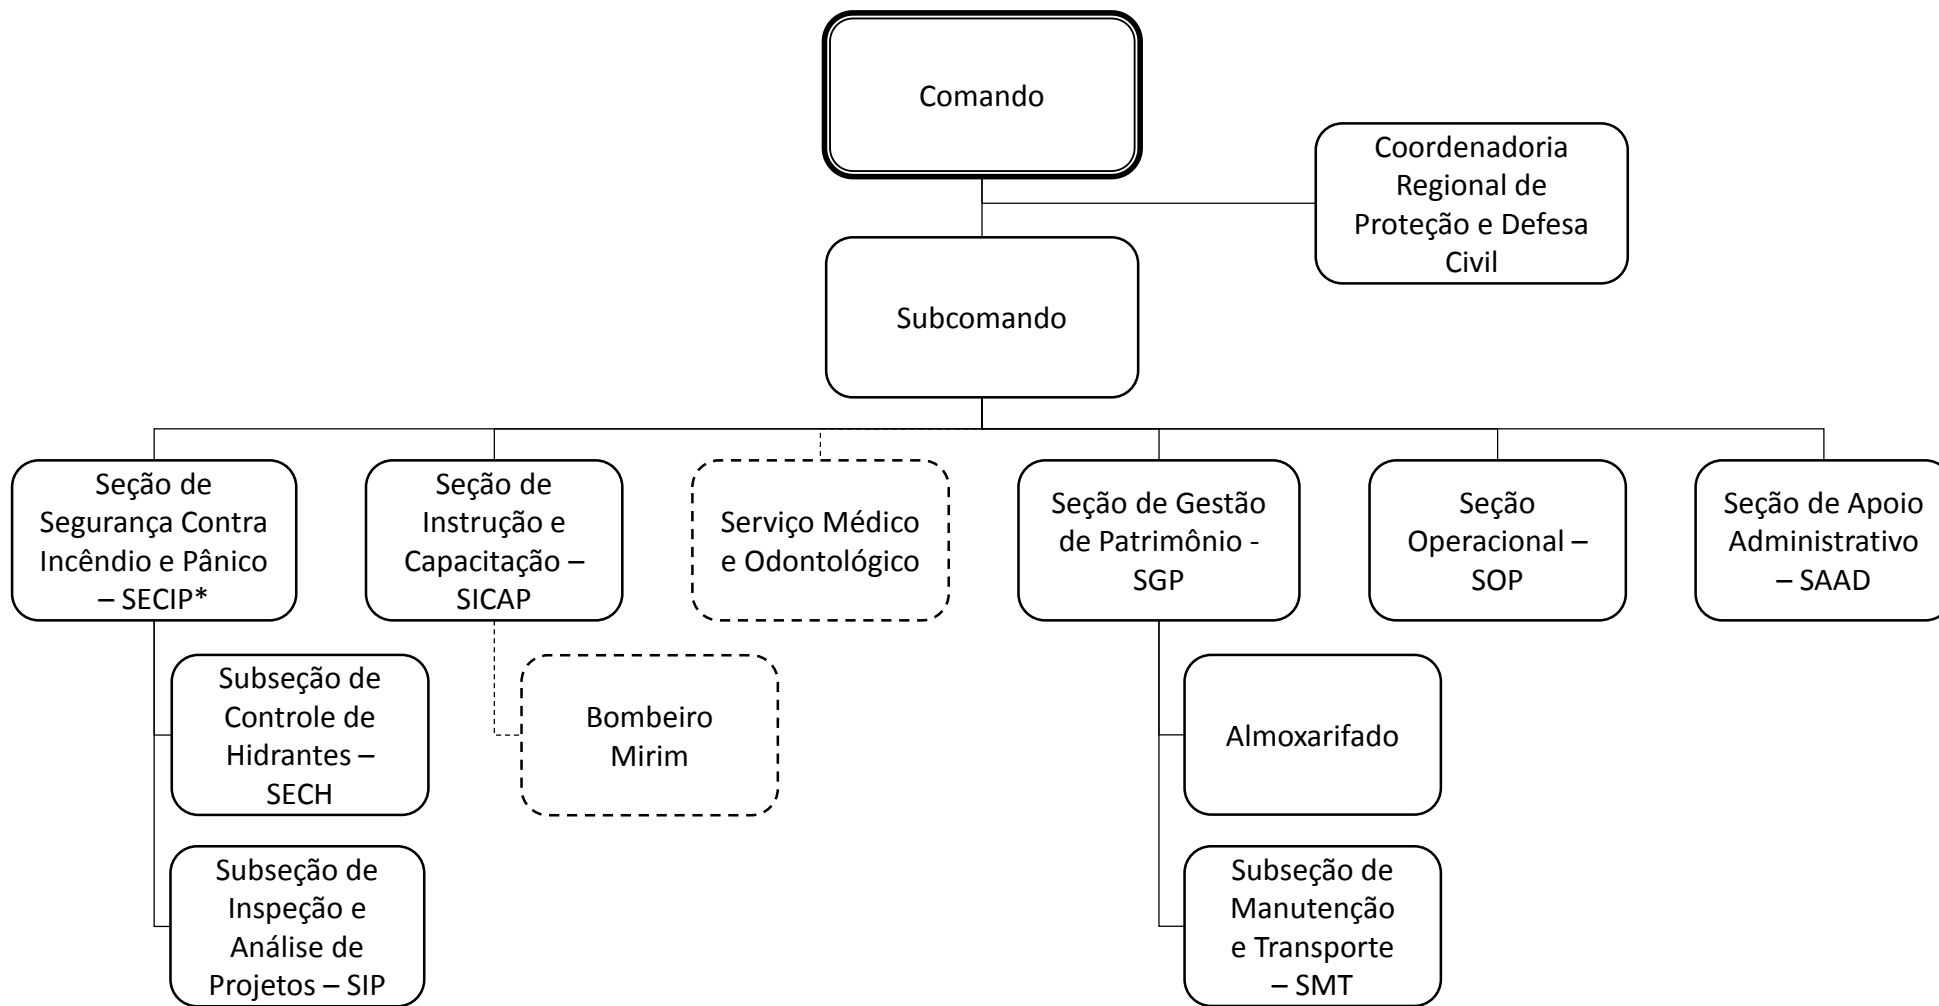 Comando
Coordenadoria
Regional de
Proteção e Defesa
Civil
Subcomando
Seção de
Segurança Contra
Incêndio e Pânico
– SECIP*
Seção de
Instrução e
Capacitação –
SICAP
Serviço Médico
e Odontológico
Seção de Gestão
de Patrimônio -
SGP
Seção
Operacional –
SOP
Seção de Apoio
Administrativo
– SAAD
Subseção de
Controle de
Hidrantes –
SECH
Bombeiro
Mirim
Almoxarifado
Subseção de
Inspeção e
Análise de
Projetos – SIP
Subseção de
Manutenção
e Transporte
– SMT